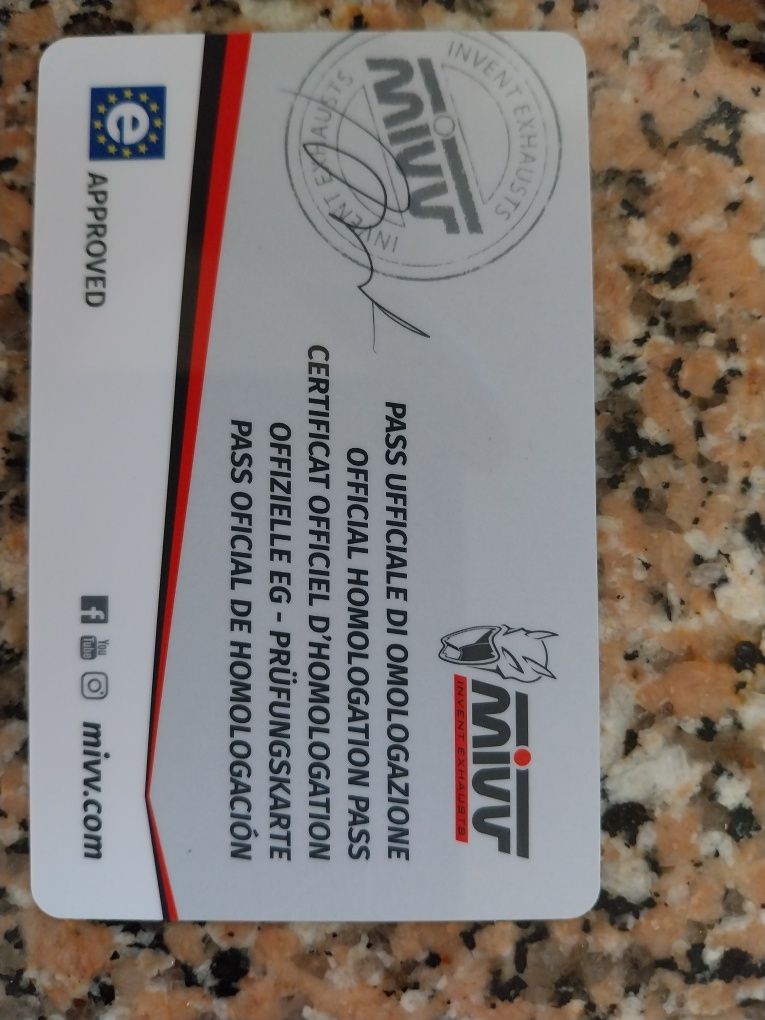 mivv
INVENT EXHAUSTS
INVENT EXHAUSTS
mivv
INVENT EXHAUSTS
PASS UFFICIALE DI OMOLOGAZIONE
OFFICIAL HOMOLOGATION PASS
CERTIFICAT OFFICIEL D'HOMOLOGATION
OFFIZIELLE EG - PRÜFUNGSKARTE
PASS OFICIAL DE HOMOLOGACIÓN
e
APPROVED
f You Tube mivv.com